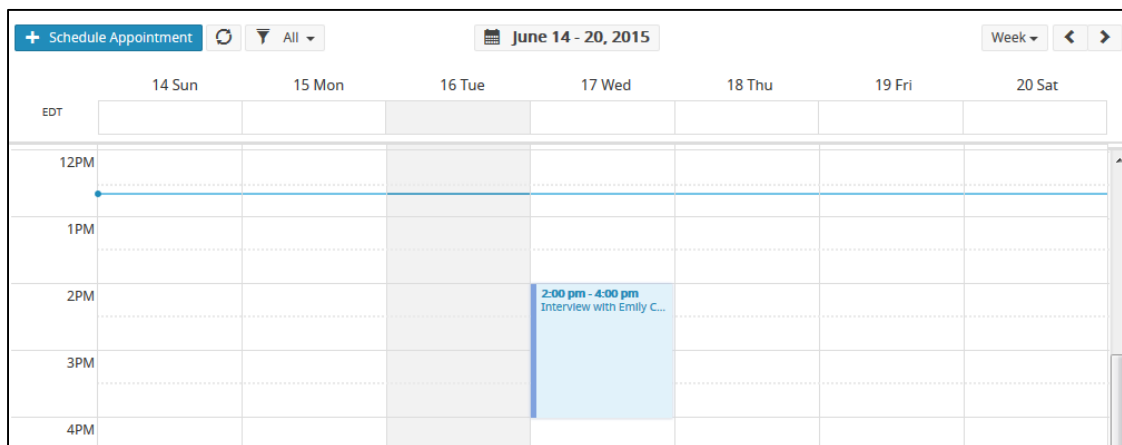 + Schedule Appointment All June 14 - 20, 2015 Week
14 Sun 15 Mon 16 Tue 17 Wed 18 Thu 19 Fri 20 Sat
EDT
12PM
1PM
2PM 2:00 pm - 4:00 pm
Interview with Emily C...
3PM
4PM